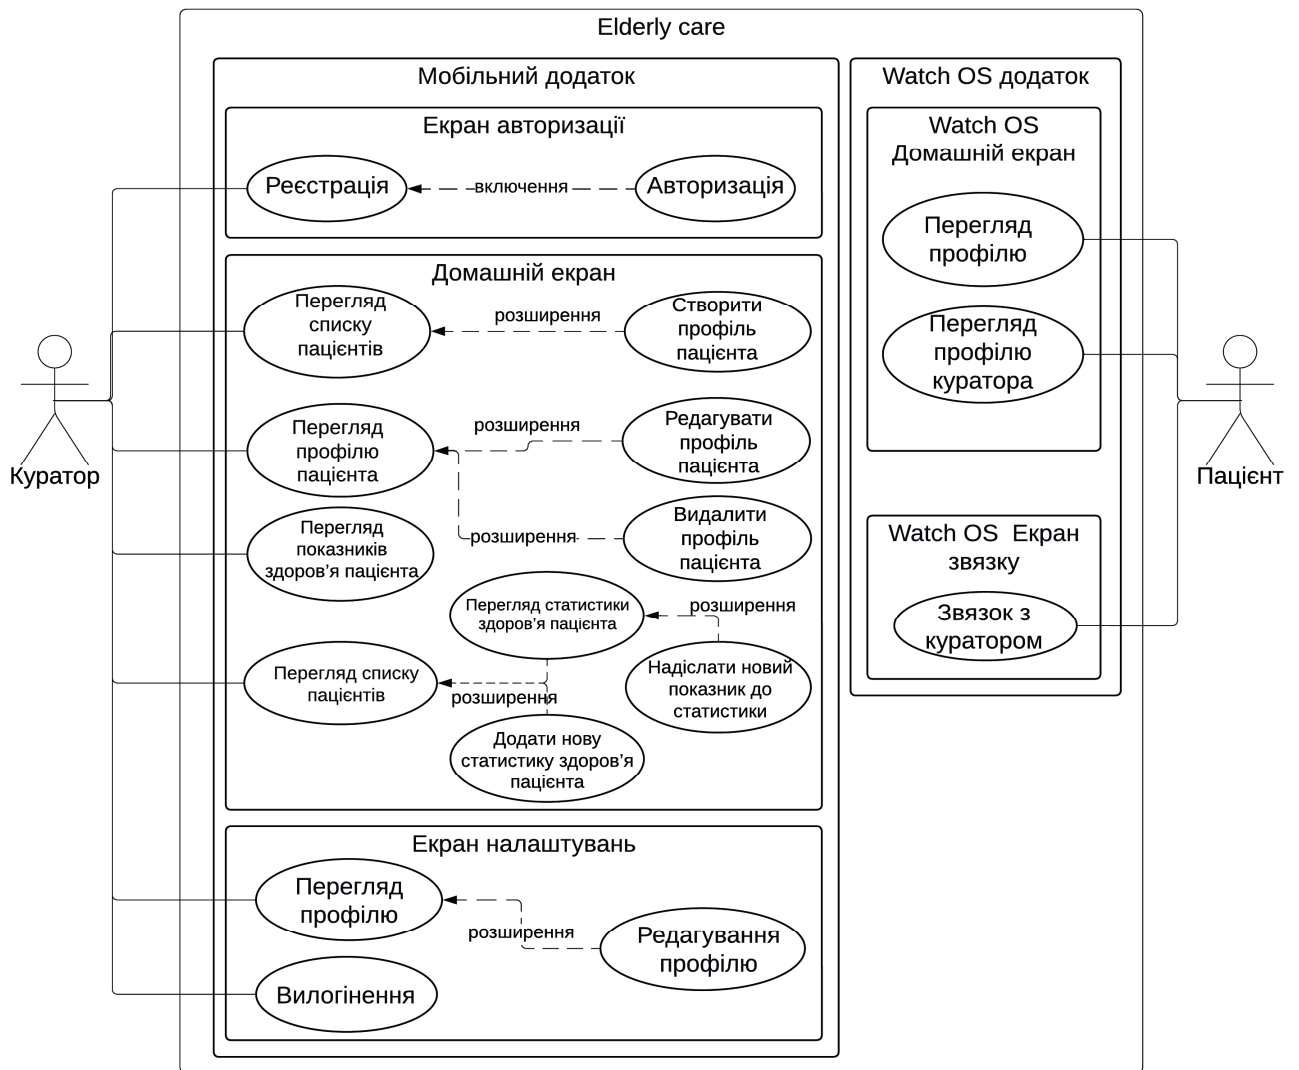 Elderly care
Мобільний додаток
Екран авторизації
Реєстрація
включення
Авторизація
Домашній екран
Перегляд
списку
пацієнтів
розширення
Створити
профіль
пацієнта
Перегляд
профілю
пацієнта
розширення
Редагувати
профіль
пацієнта
розширення
Видалити
профіль
пацієнта
Перегляд
показників
здоров’я пацієнта
Перегляд статистики
здоров’я пацієнта
розширення
Надіслати новий
показник до
статистики
Перегляд списку
пацієнтів
розширення
Додати нову
статистику здоров’я
пацієнта
Екран налаштувань
Перегляд
профілю
розширення
Редагування
профілю
Вилогінення
Куратор
Watch OS додаток
Watch OS
Домашній екран
Перегляд
профілю
Перегляд
профілю
куратора
Watch OS Екран
звязку
Звязок з
куратором
Пацієнт